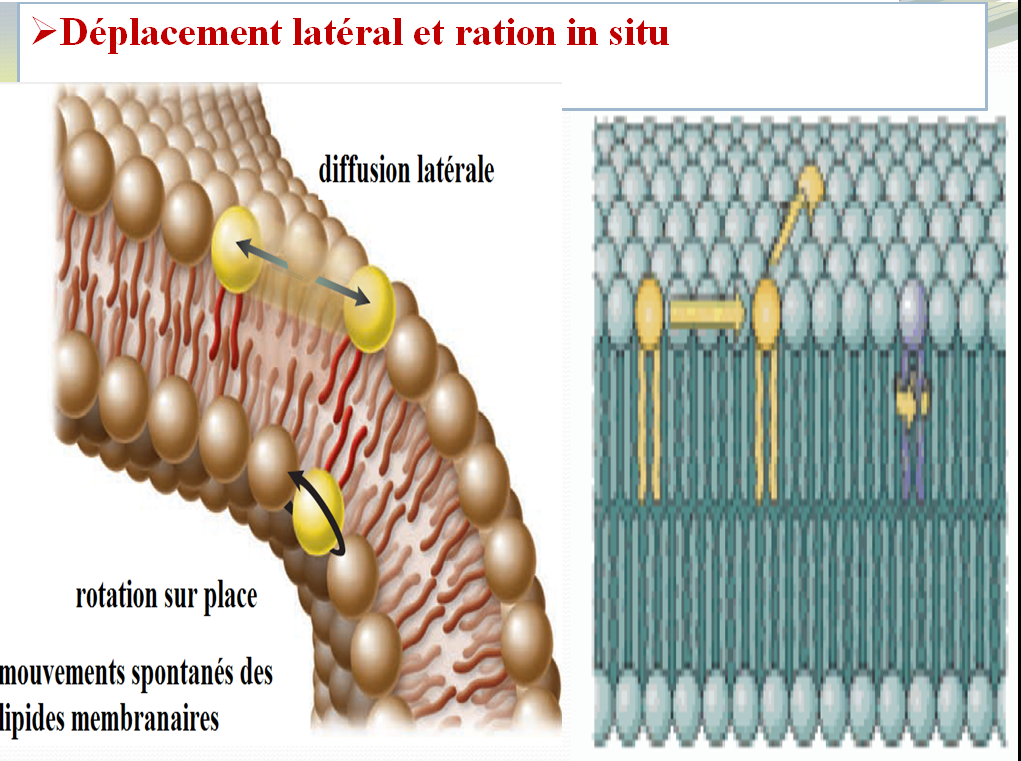 ➢Déplacement latéral et ration in situ
diffusion latérale
rotation sur place
mouvements spontanés des
lipides membranaires